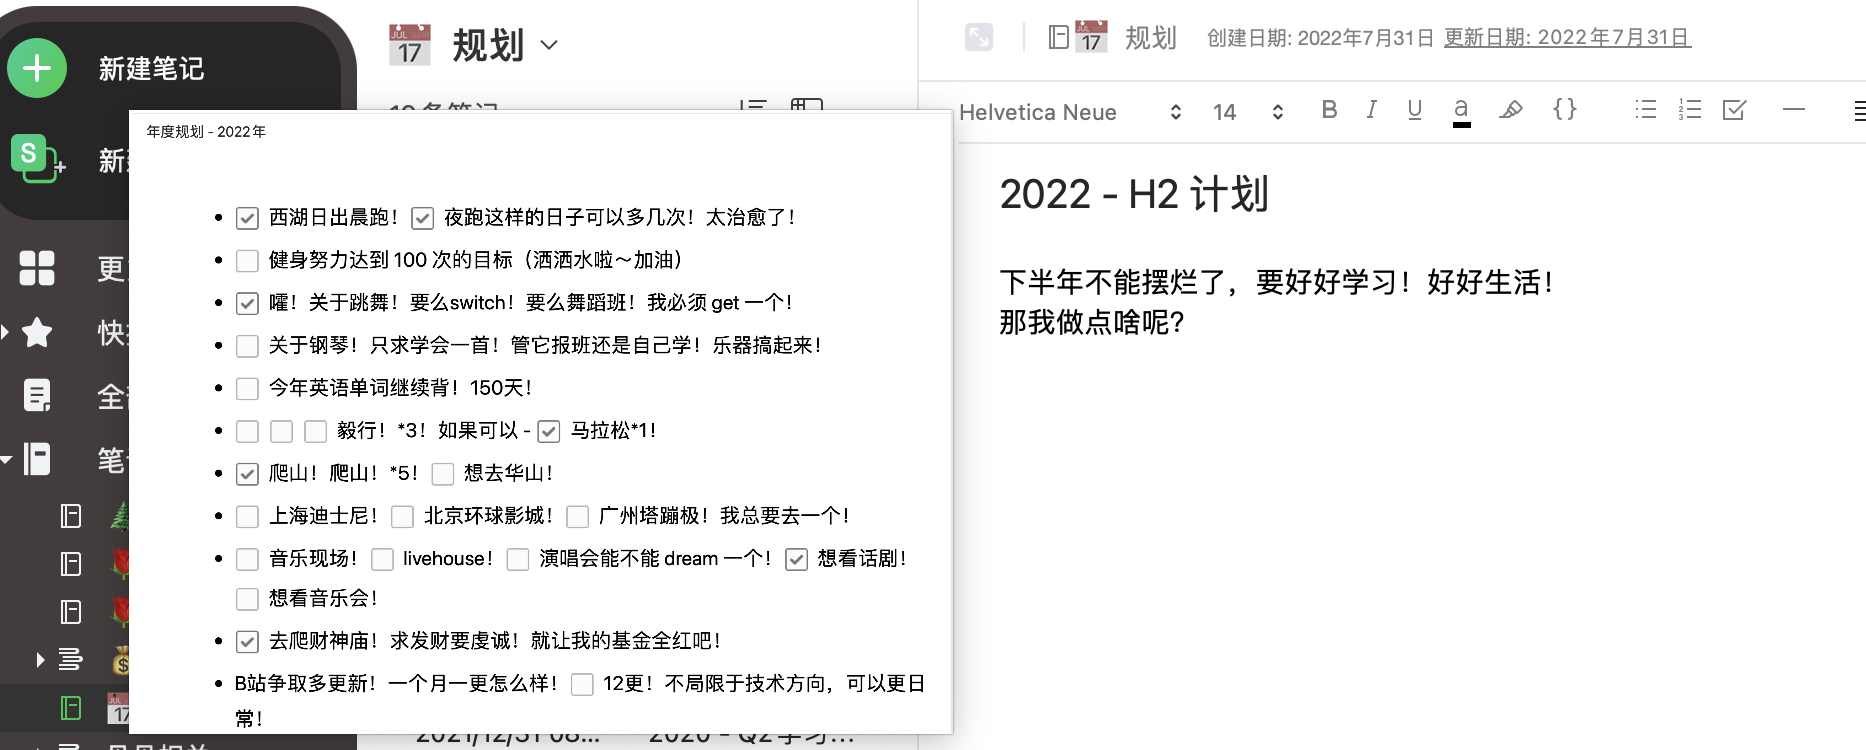 新建笔记
新
更
快
全
笔
JUL 17 规划
年度规划 - 2022年
西湖日出晨跑！ 夜跑这样的日子可以多几次！太治愈了！
健身努力达到 100 次的目标（洒洒水啦～加油）
嚯！关于跳舞！要么switch！要么舞蹈班！我必须 get 一个！
关于钢琴！只求学会一首！管它报班还是自己学！乐器搞起来！
今年英语单词继续背！150天！
毅行！*3！如果可以 - 马拉松*1！
爬山！爬山！*5！ 想去华山！
上海迪士尼！ 北京环球影城！ 广州塔蹦极！我总要去一个！
音乐现场！ livehouse！ 演唱会能不能 dream 一个！ 想看话剧！
想看音乐会！
去爬财神庙！求发财要虔诚！就让我的基金全红吧！
B站争取多更新！一个月一更怎么样！ 12更！不局限于技术方向，可以更日
常！
JUL 17 规划 创建日期: 2022年7月31日 更新日期: 2022年7月31日
Helvetica Neue 14 B I U a {}
2022 - H2 计划
下半年不能摆烂了，要好好学习！好好生活！
那我做点啥呢？